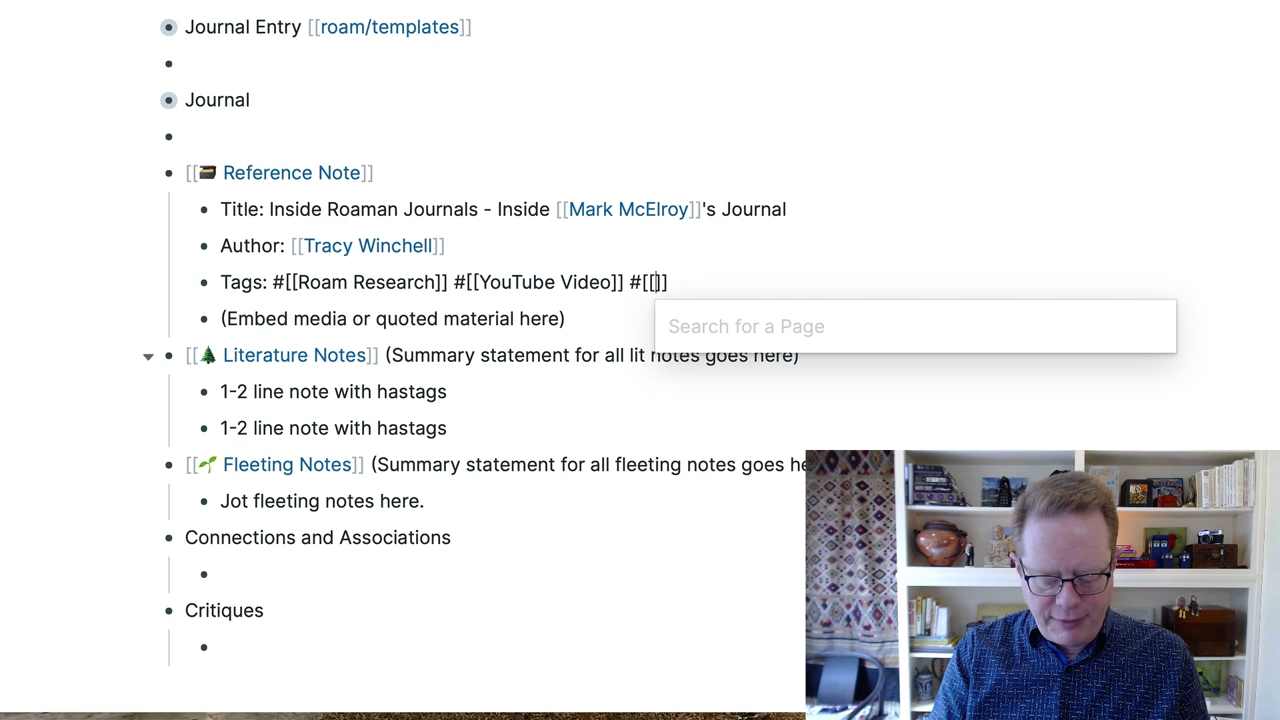 Journal Entry [[roam/templates]]
Journal
[[Reference Note]]
Title: Inside Roaman Journals - Inside [[Mark McElroy]]'s Journal
Author: [[Tracy Winchell]]
Tags: #[[Roam Research]] #[[YouTube Video]] #[[]]
Search for a Page
(Embed media or quoted material here)
[[🌲 Literature Notes]] (Summary statement for all lit notes goes here)
1-2 line note with hastags
1-2 line note with hastags
[[🌱 Fleeting Notes]] (Summary statement for all fleeting notes goes
Jot fleeting notes here.
Connections and Associations
Critiques